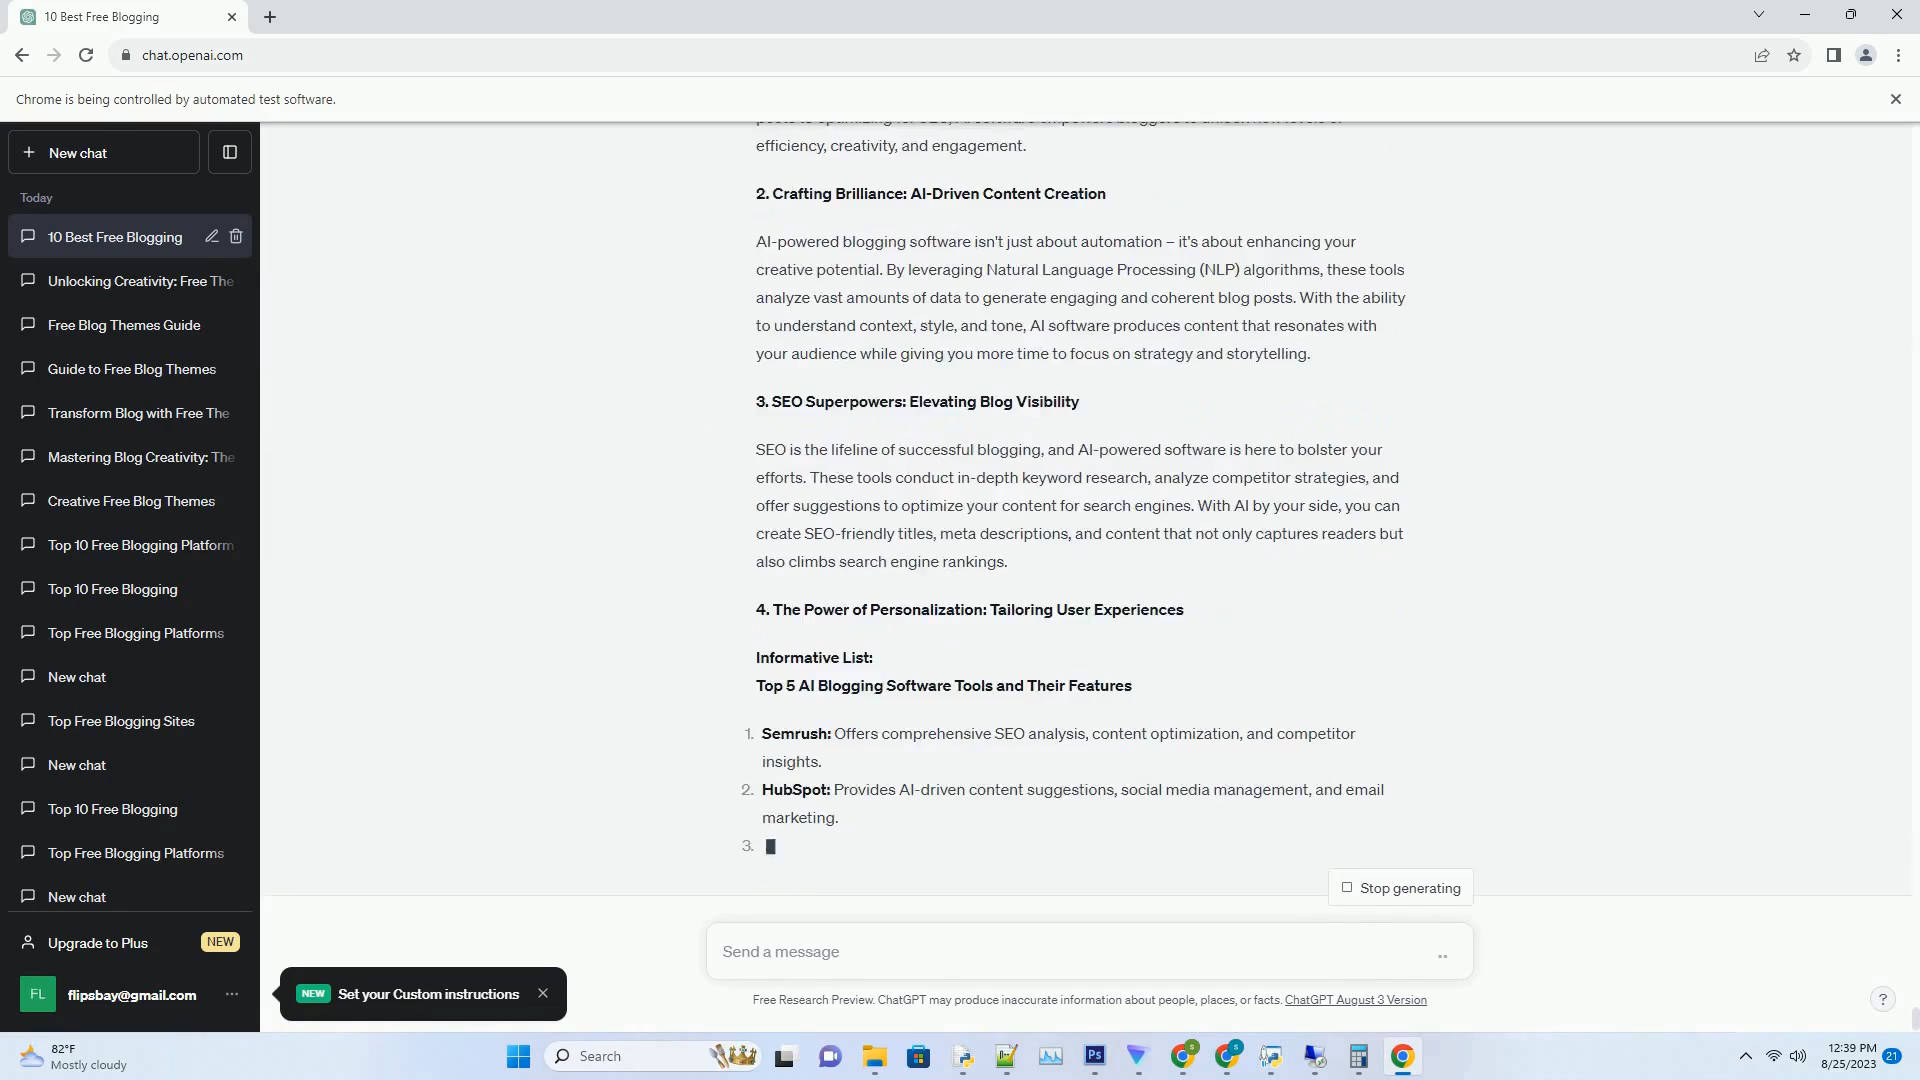 10 Best Free Blogging
chat.openai.com
Chrome is being controlled by automated test software.
New chat
Today
10 Best Free Blogging
Unlocking Creativity: Free The
Free Blog Themes Guide
Guide to Free Blog Themes
Transform Blog with Free The
Mastering Blog Creativity: The
Creative Free Blog Themes
Top 10 Free Blogging Platform
Top 10 Free Blogging
Top Free Blogging Platforms
New chat
Top Free Blogging Sites
New chat
Top 10 Free Blogging
Top Free Blogging Platforms
New chat
Upgrade to Plus NEW
FL flipsbay@gmail.com
efficiency, creativity, and engagement.
2. Crafting Brilliance: AI-Driven Content Creation
AI-powered blogging software isn't just about automation – it's about enhancing your
creative potential. By leveraging Natural Language Processing (NLP) algorithms, these tools
analyze vast amounts of data to generate engaging and coherent blog posts. With the ability
to understand context, style, and tone, AI software produces content that resonates with
your audience while giving you more time to focus on strategy and storytelling.
3. SEO Superpowers: Elevating Blog Visibility
SEO is the lifeline of successful blogging, and AI-powered software is here to bolster your
efforts. These tools conduct in-depth keyword research, analyze competitor strategies, and
offer suggestions to optimize your content for search engines. With AI by your side, you can
create SEO-friendly titles, meta descriptions, and content that not only captures readers but
also climbs search engine rankings.
4. The Power of Personalization: Tailoring User Experiences
Informative List:
Top 5 AI Blogging Software Tools and Their Features
1. Semrush: Offers comprehensive SEO analysis, content optimization, and competitor
insights.
2. HubSpot: Provides AI-driven content suggestions, social media management, and email
marketing.
3.
Stop generating
Send a message
NEW Set your Custom instructions
Free Research Preview. ChatGPT may produce inaccurate information about people, places, or facts. ChatGPT August 3 Version
?
82°F
Mostly cloudy
Search
Ps
S
S
12:39 PM
8/25/2023
21